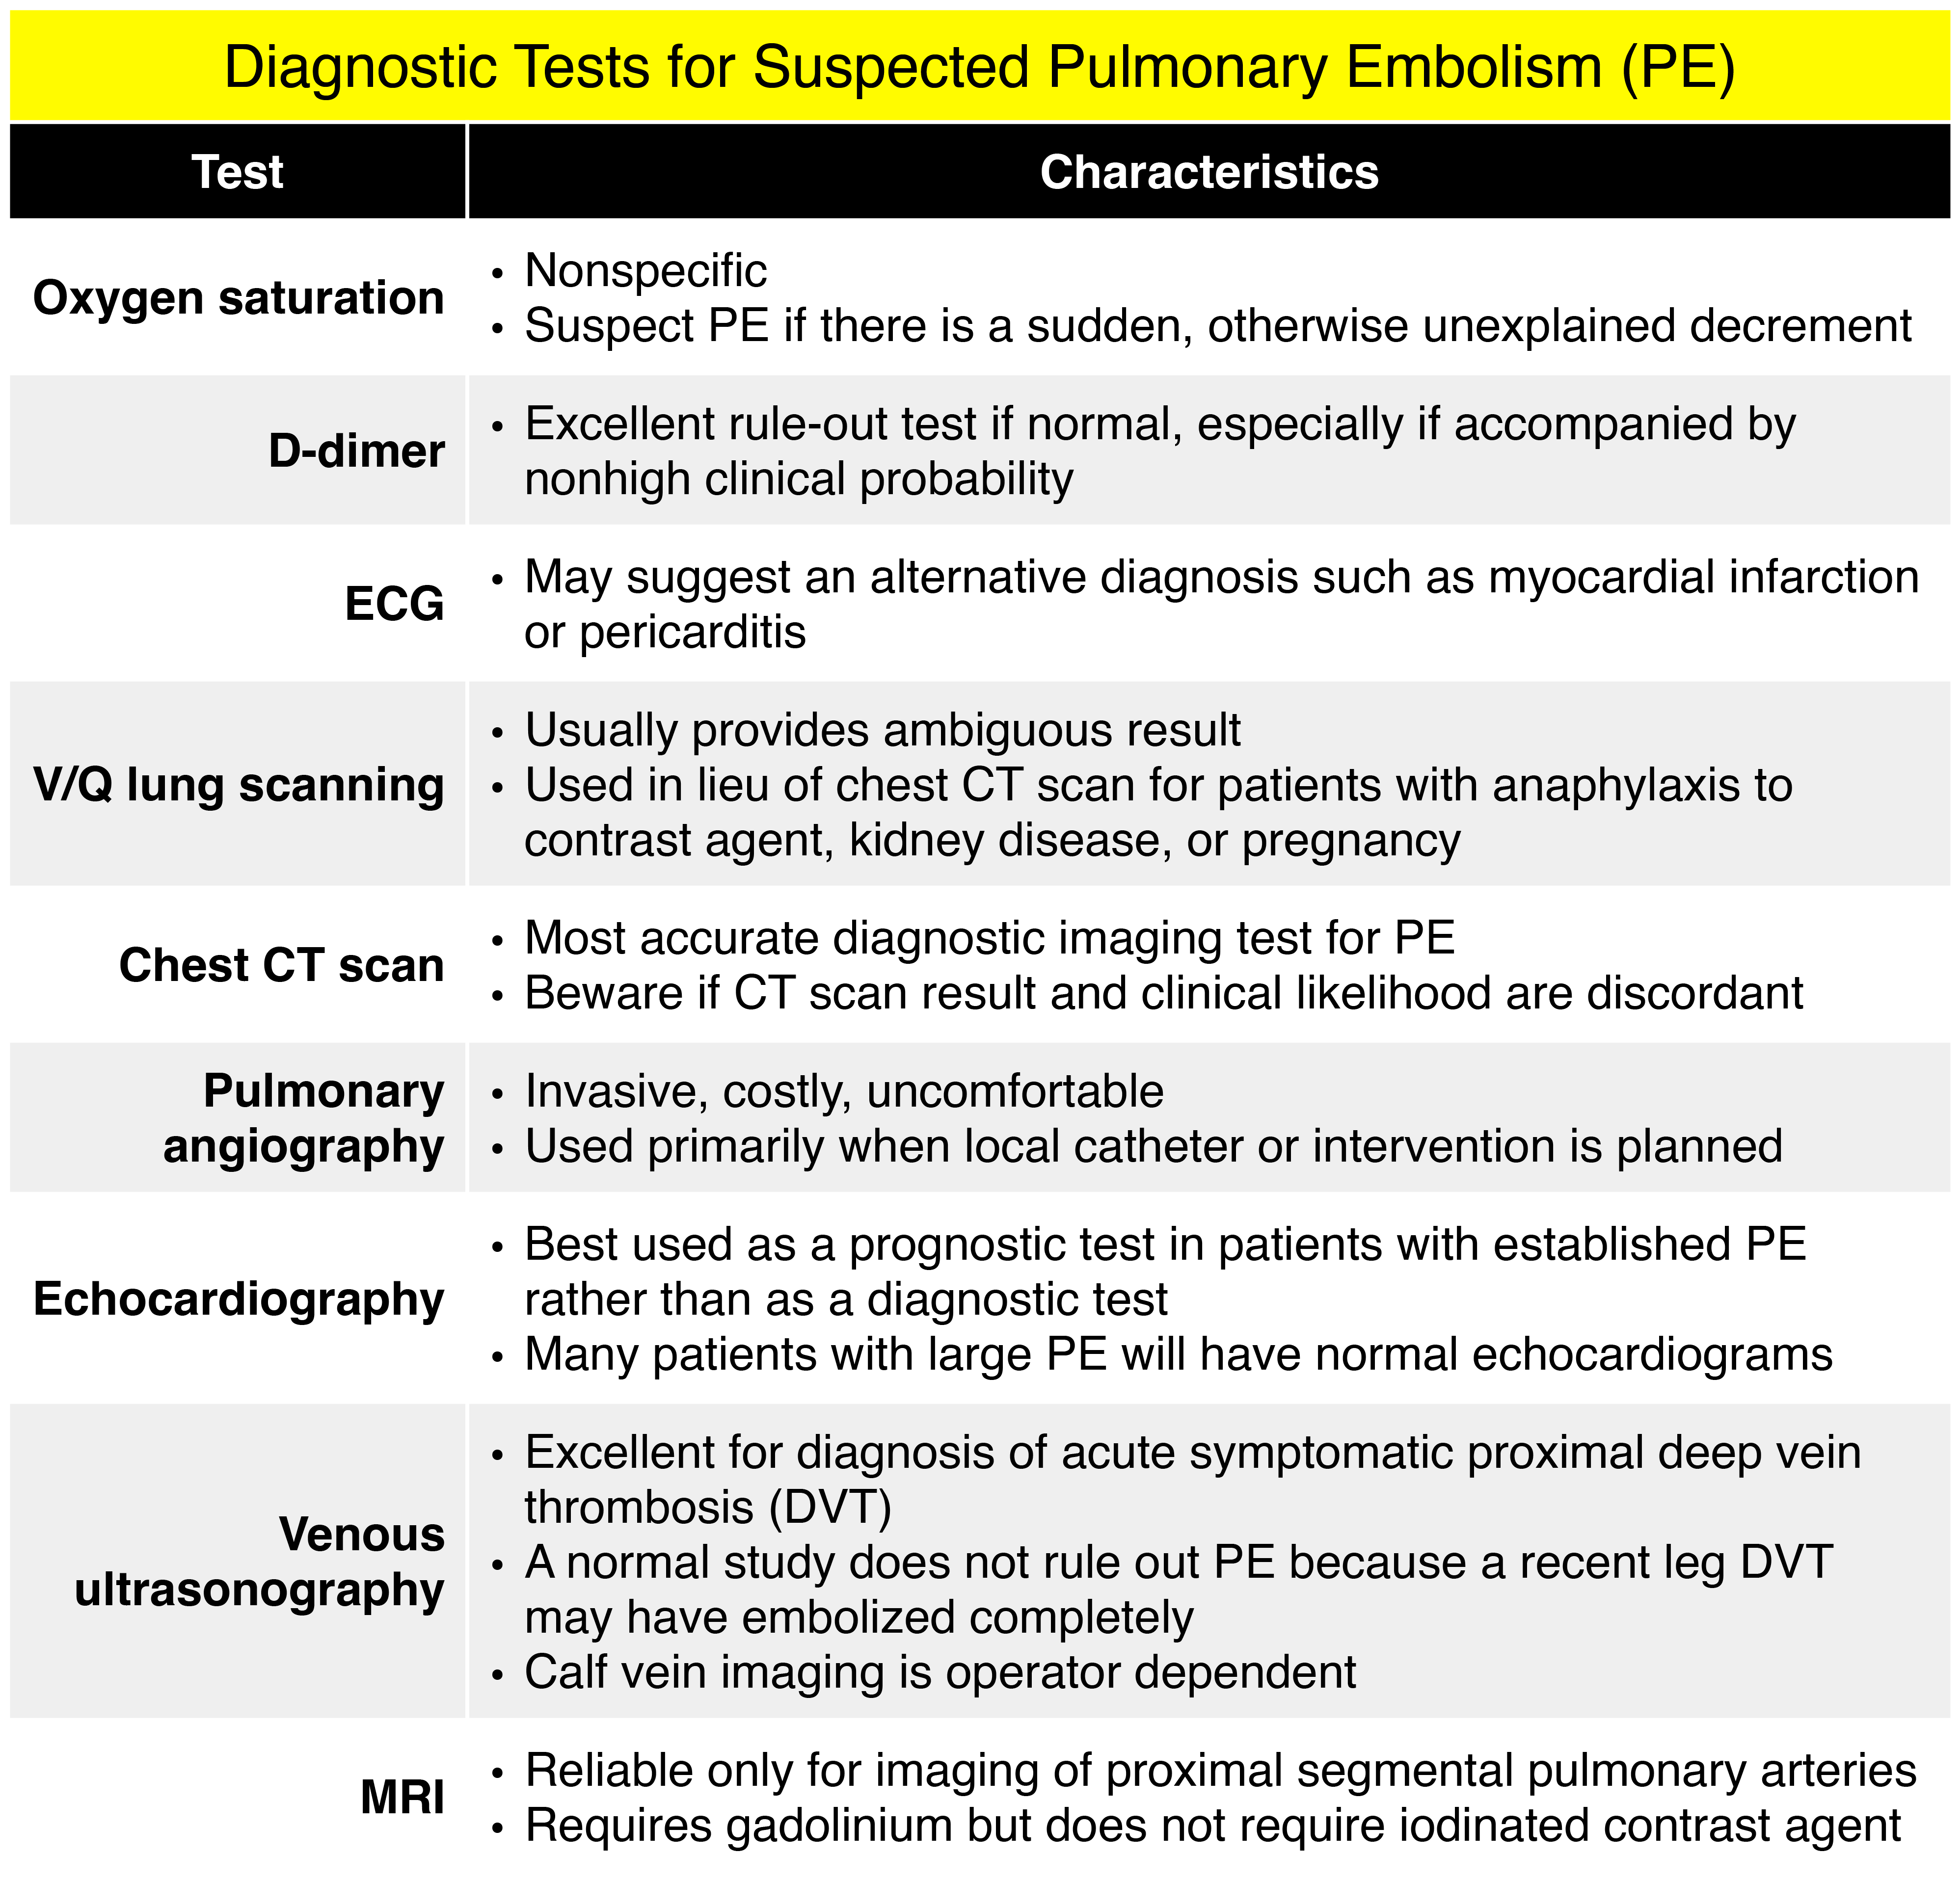 Diagnostic Tests for Suspected Pulmonary Embolism (PE)
Test
Characteristics
Oxygen saturation
• Nonspecific
• Suspect PE if there is a sudden, otherwise unexplained decrement
D-dimer
• Excellent rule-out test if normal, especially if accompanied by
nonhigh clinical probability
ECG
• May suggest an alternative diagnosis such as myocardial infarction
or pericarditis
V/Q lung scanning
• Usually provides ambiguous result
• Used in lieu of chest CT scan for patients with anaphylaxis to
contrast agent, kidney disease, or pregnancy
Chest CT scan
• Most accurate diagnostic imaging test for PE
• Beware if CT scan result and clinical likelihood are discordant
Pulmonary
angiography
• Invasive, costly, uncomfortable
• Used primarily when local catheter or intervention is planned
Echocardiography
• Best used as a prognostic test in patients with established PE
rather than as a diagnostic test
• Many patients with large PE will have normal echocardiograms
Venous
ultrasonography
• Excellent for diagnosis of acute symptomatic proximal deep vein
thrombosis (DVT)
• A normal study does not rule out PE because a recent leg DVT
may have embolized completely
• Calf vein imaging is operator dependent
MRI
• Reliable only for imaging of proximal segmental pulmonary arteries
• Requires gadolinium but does not require iodinated contrast agent